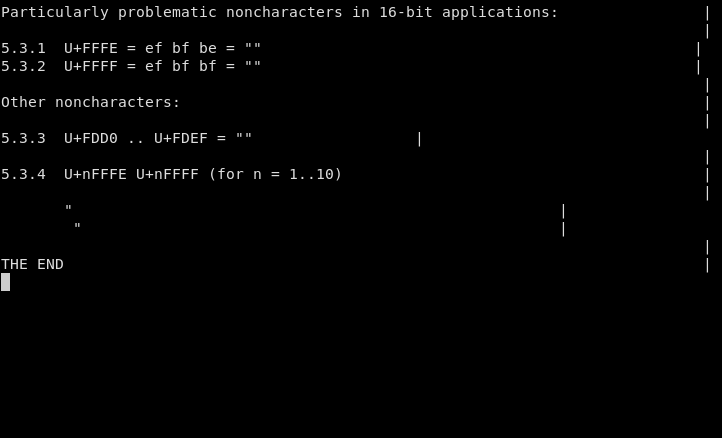 Particularly problematic noncharacters in 16-bit applications:                |
                                                                              |
5.3.1  U+FFFE = ef bf be = ""                                                |
5.3.2  U+FFFF = ef bf bf = ""                                                |
                                                                              |
Other noncharacters:                                                          |
                                                                              |
5.3.3  U+FDD0 .. U+FDEF = ""                  |
                                                                              |
5.3.4  U+nFFFE U+nFFFF (for n = 1..10)                                        |
                                                                              |
       "                                                      |
        "                                                     |
                                                                              |
THE END                                                                       |